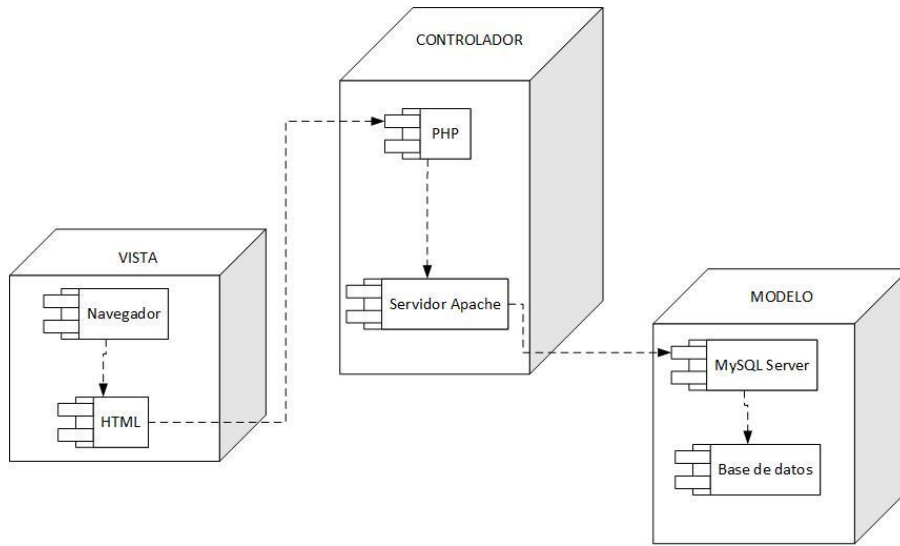 VISTA
Navegador
HTML
CONTROLADOR
PHP
Servidor Apache
MODELO
MySQL Server
Base de datos